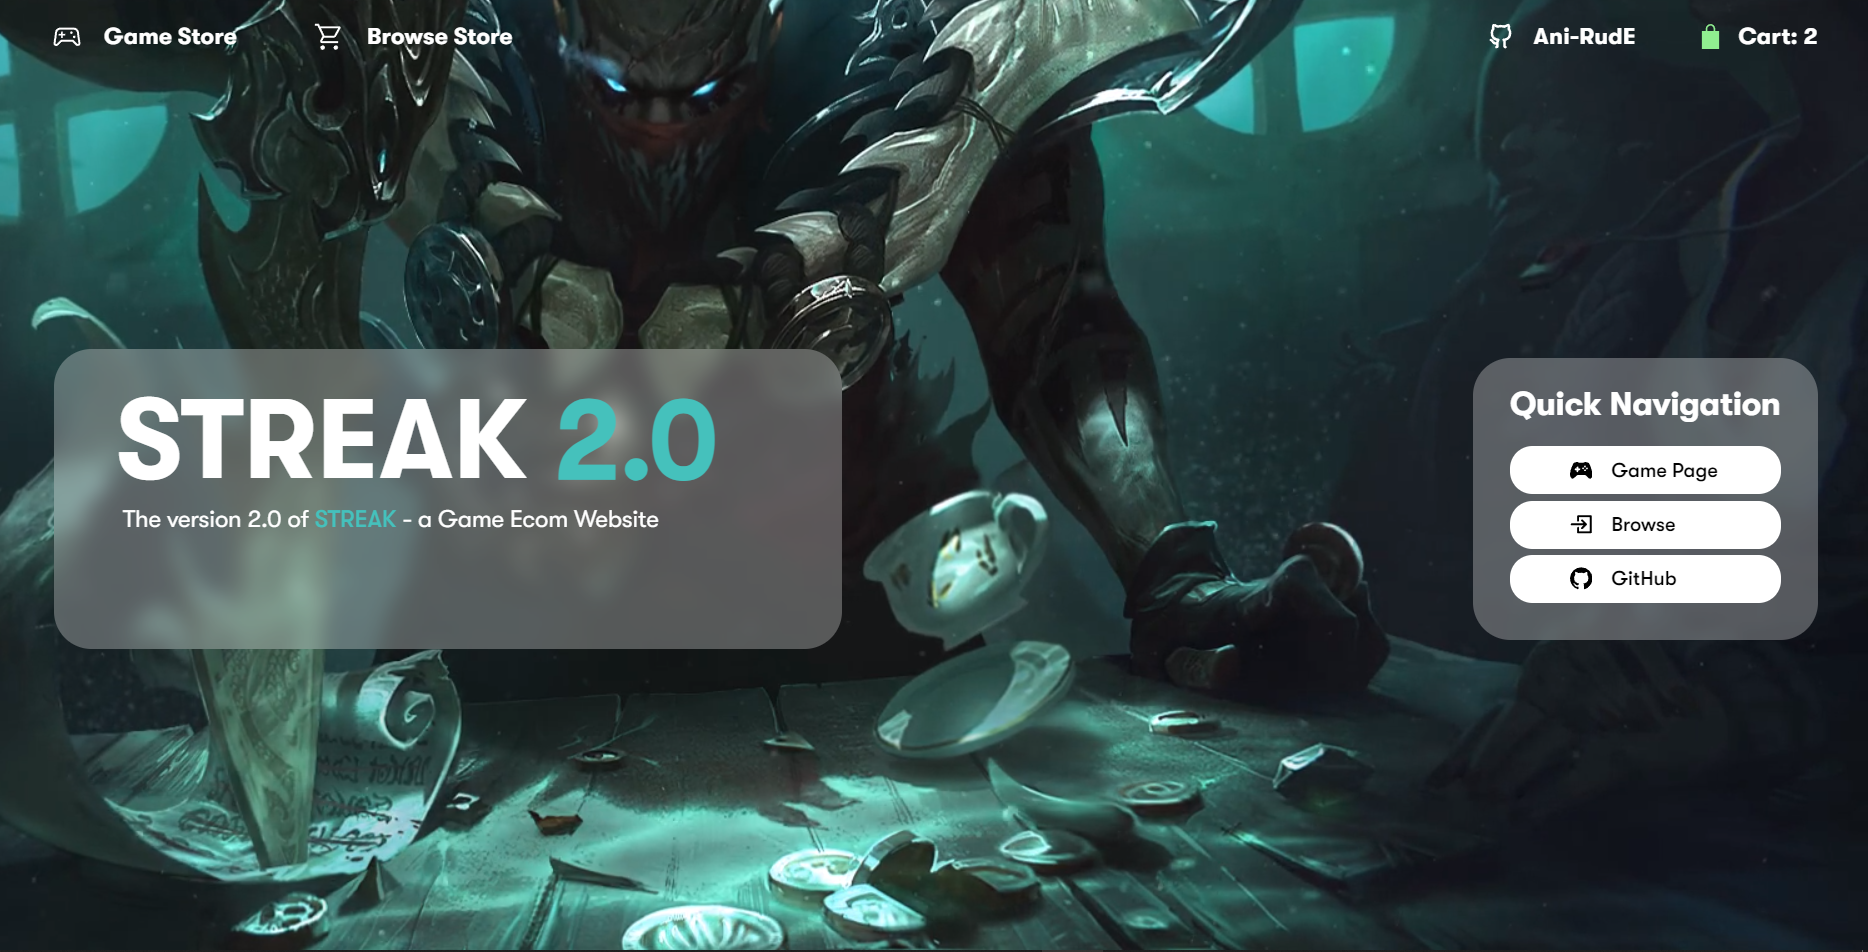 Game Store
Browse Store
Ani-RudE
Cart: 2
STREAK 2.0
The version 2.0 of STREAK - a Game Ecom Website
Quick Navigation
Game Page
Browse
GitHub